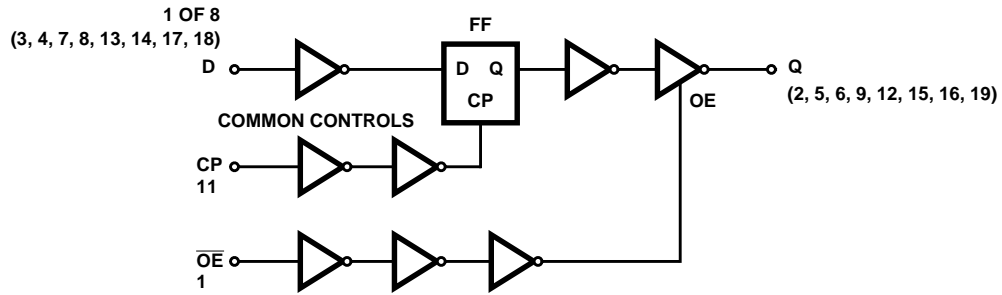 1 OF 8
(3, 4, 7, 8, 13, 14, 17, 18)
D
FF
D Q
CP
Q
(2, 5, 6, 9, 12, 15, 16, 19)
OE
COMMON CONTROLS
CP
11
O̅E̅
1